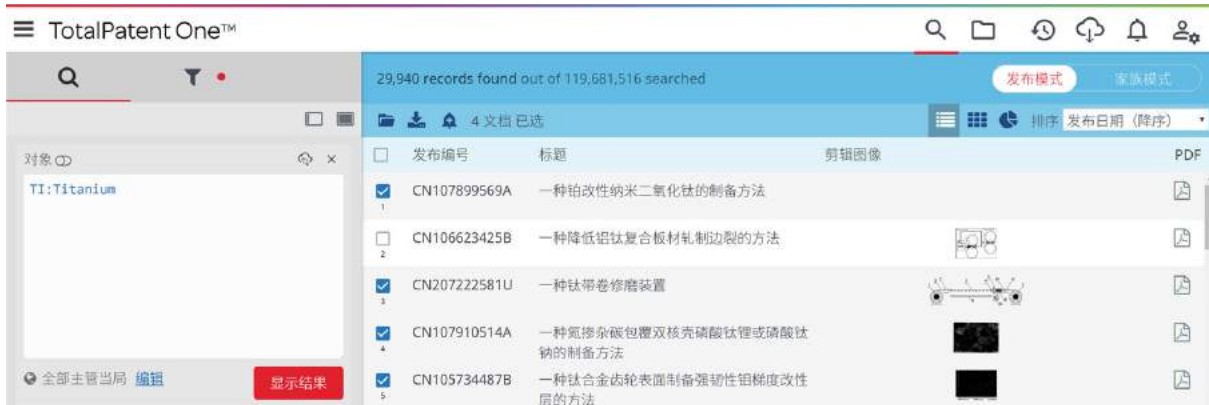 TotalPatent One™
29,940 records found out of 119,681,516 searched
发布模式
家族模式
4 文档 已选
排序
发布日期（降序）
对象
发布编号
标题
剪辑图像
PDF
TI:Titanium
1
CN107899569A
一种铂改性纳米二氧化钛的制备方法
2
CN106623425B
一种降低铝钛复合板材轧制边裂的方法
3
CN207222581U
一种钛带卷修磨装置
4
CN107910514A
一种氮掺杂碳包覆双核壳磷酸钛锂或磷酸钛
钠的制备方法
全部主管当局 编辑
显示结果
5
CN105734487B
一种钛合金齿轮表面制备强韧性钼梯度改性
层的方法